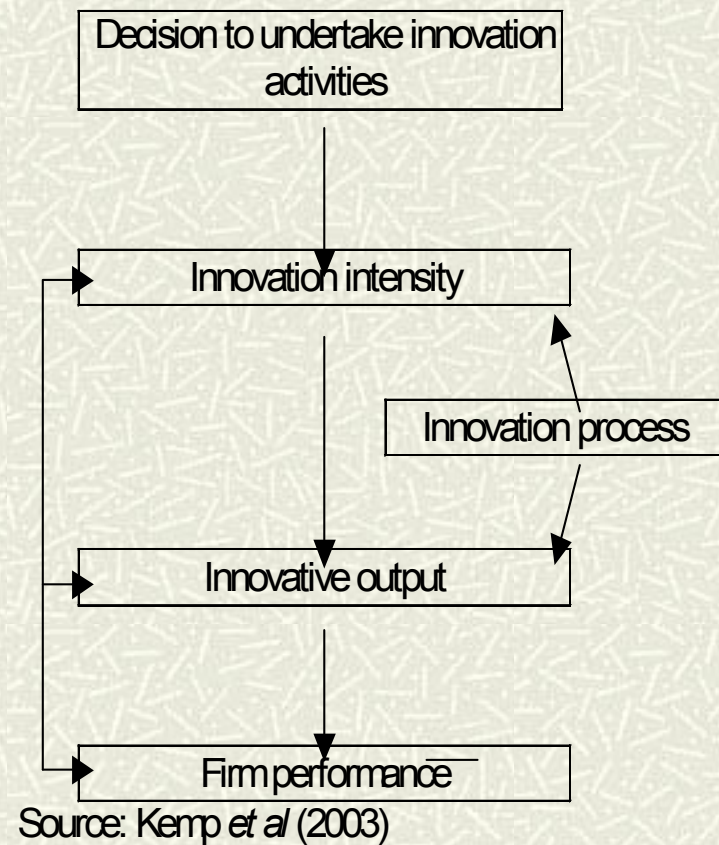 Decision to undertake innovation
activities
Innovation intensity
Innovation process
Innovative output
Firm performance
Source: Kemp et al (2003)